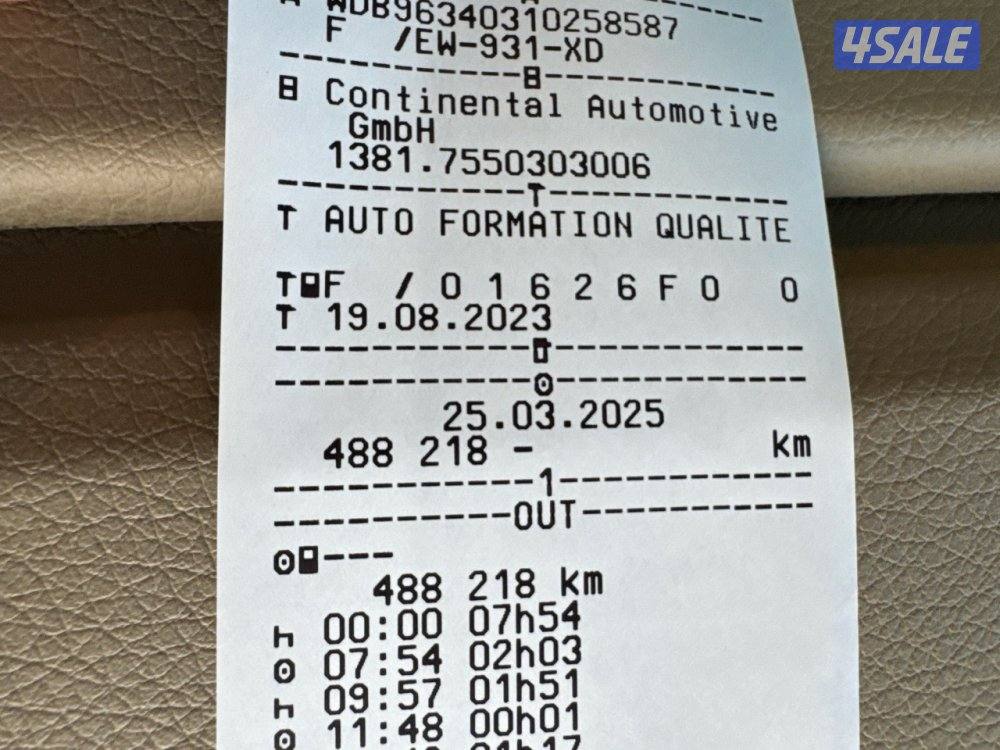 WDB96340310258587
F /EW-931-XD
4SALE
Continental Automotive
GmbH
1381.7550303006
T
T AUTO FORMATION QUALITE
T F / 0 1 6 2 6 F 0 0
T 19.08.2023
25.03.2025
488 218 - km
1
OUT
---
488 218 km
h 00:00 07h54
07:54 02h03
h 09:57 01h51
11:48 00h01